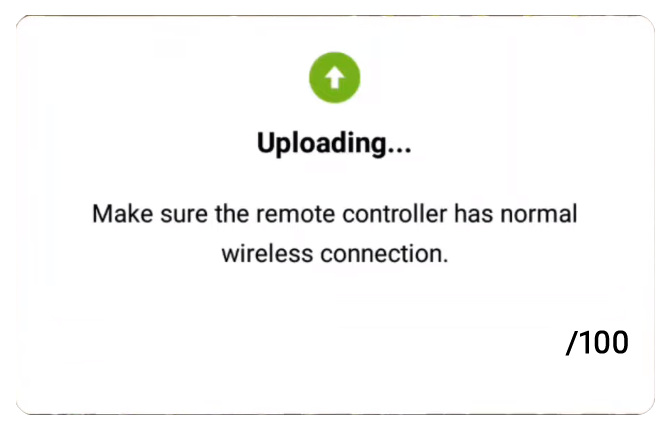 Uploading...
Make sure the remote controller has normal
wireless connection.
/100